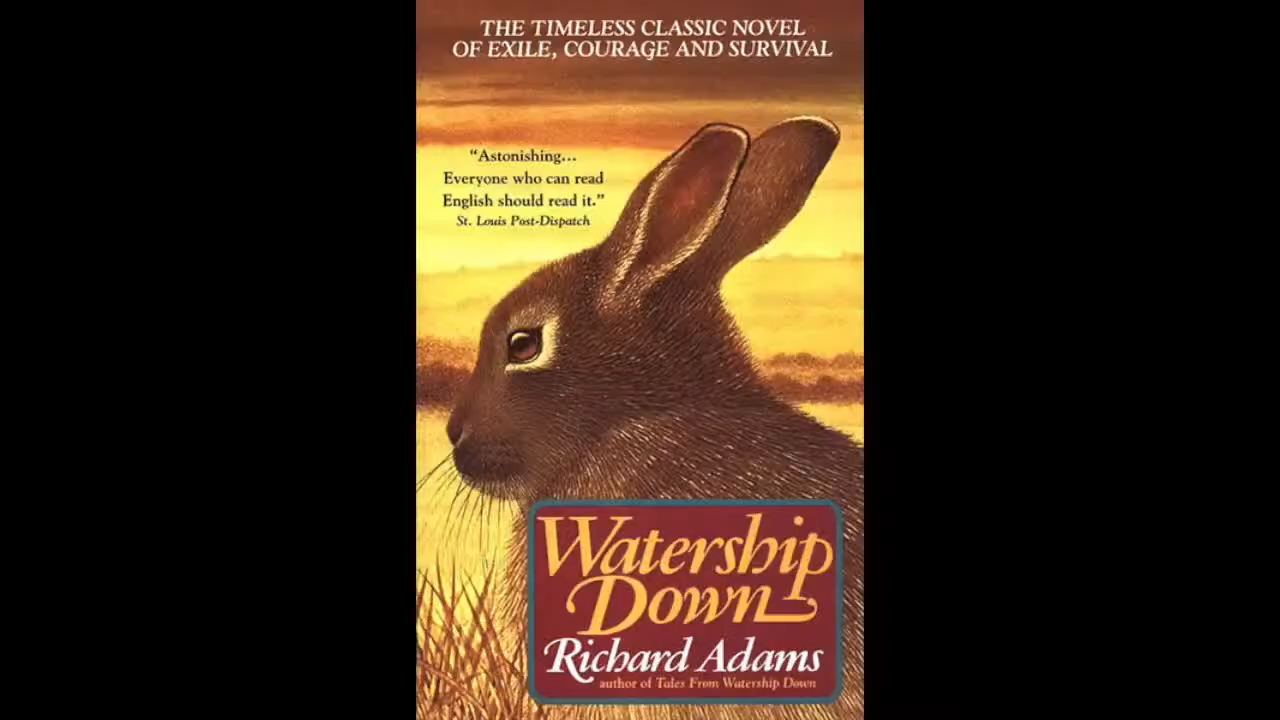 THE TIMELESS CLASSIC NOVEL
OF EXILE, COURAGE AND SURVIVAL
“Astonishing...
Everyone who can read
English should read it.”
St. Louis Post-Dispatch
Watership
Down
Richard Adams
author of Tales From Watership Down